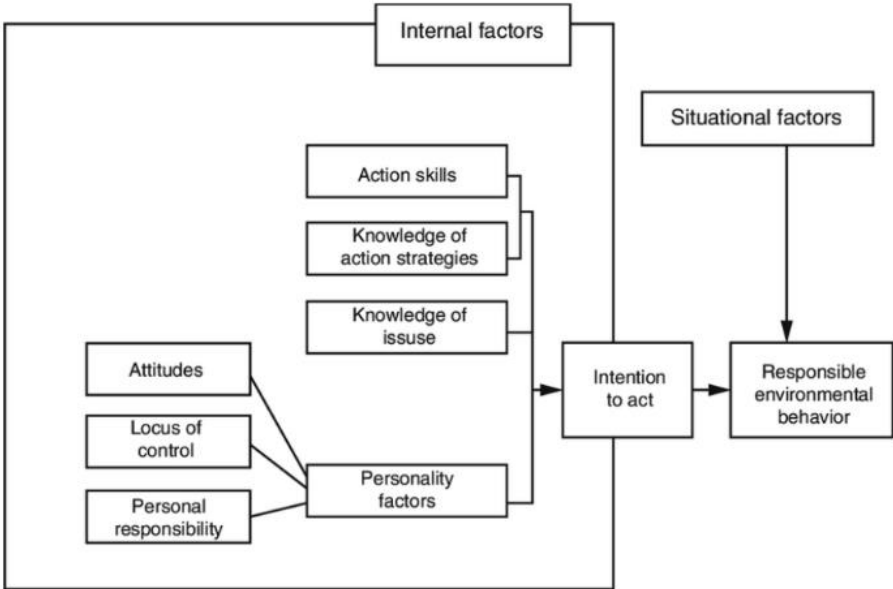 Internal factors
Situational factors
Action skills
Knowledge of
action strategies
Knowledge of
issuse
Attitudes
Locus of
control
Personal
responsibility
Personality
factors
Intention
to act
Responsible
environmental
behavior